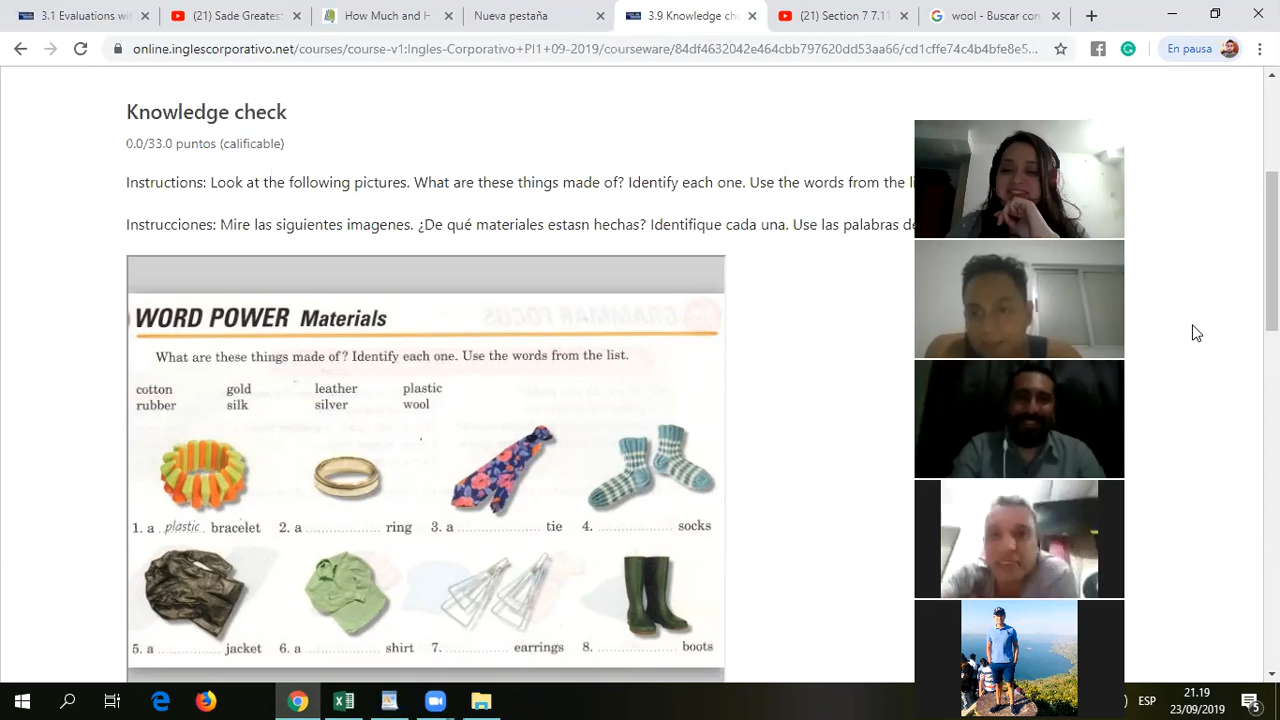 3.1 Evaluations wit
(21) Sade Greatest
How Much and H
Nueva pestaña
3.9 Knowledge che
(21) Section 7 7.11
wool - Buscar con
online.inglescorporativo.net/courses/course-v1:Ingles-Corporativo+PI1+09-2019/courseware/84df4632042e464cbb797620dd53aa66/cd1cffe74c4b4bfe8e5...
En pausa
Knowledge check
0.0/33.0 puntos (calificable)
Instructions: Look at the following pictures. What are these things made of? Identify each one. Use the words from the li
Instrucciones: Mire las siguientes imagenes. ¿De qué materiales estasn hechas? Identifique cada una. Use las palabras de
WORD POWER Materials
What are these things made of? Identify each one. Use the words from the list.
cotton gold leather plastic
rubber silk silver wool
1. a plastic bracelet 2. a ............ ring 3. a ............ tie 4. ............ socks
5. a ............ jacket 6. a ............ shirt 7. ............ earrings 8. ............ boots
ESP
21.19
23/09/2019
5